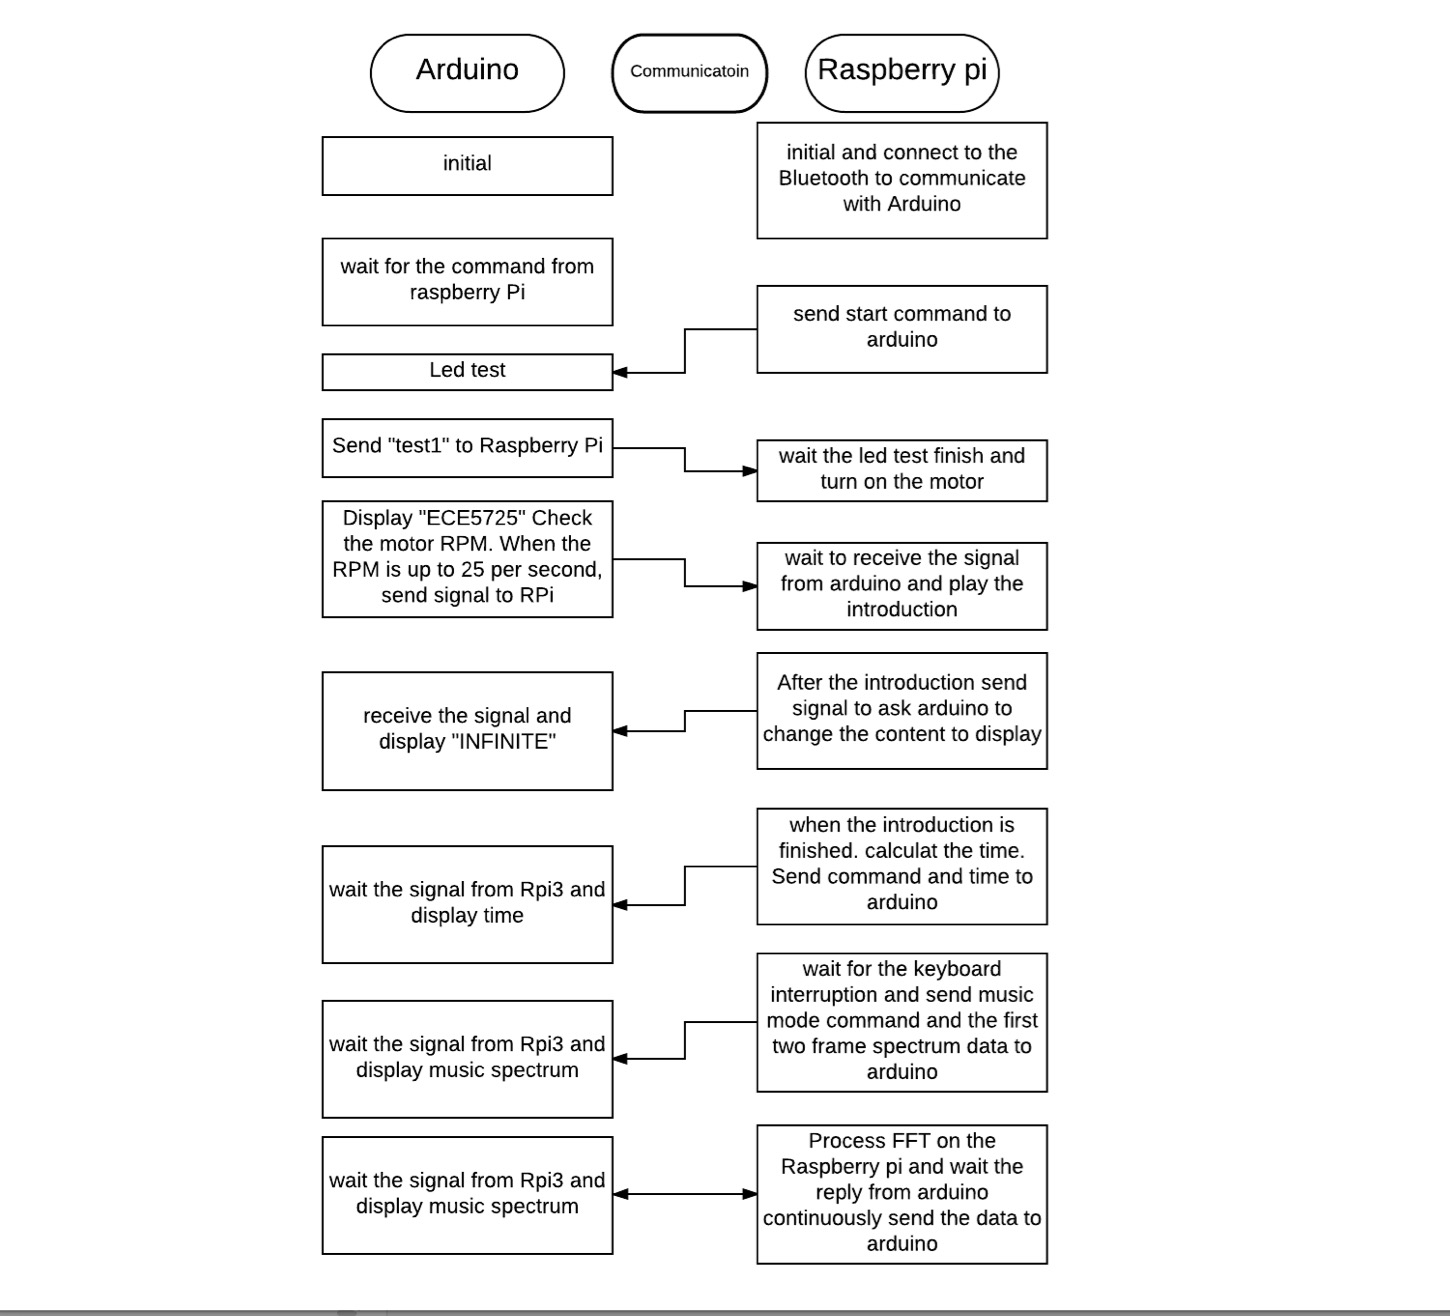 Arduino
Communicatoin
Raspberry pi
initial
initial and connect to the
Bluetooth to communicate
with Arduino
wait for the command from
raspberry Pi
send start command to
arduino
Led test
Send "test1" to Raspberry Pi
wait the led test finish and
turn on the motor
Display "ECE5725" Check
the motor RPM. When the
RPM is up to 25 per second,
send signal to RPi
wait to receive the signal
from arduino and play the
introduction
After the introduction send
signal to ask arduino to
change the content to display
receive the signal and
display "INFINITE"
when the introduction is
finished. calculat the time.
Send command and time to
arduino
wait the signal from Rpi3 and
display time
wait for the keyboard
interruption and send music
mode command and the first
two frame spectrum data to
arduino
wait the signal from Rpi3 and
display music spectrum
Process FFT on the
Raspberry pi and wait the
reply from arduino
continuously send the data to
arduino
wait the signal from Rpi3 and
display music spectrum